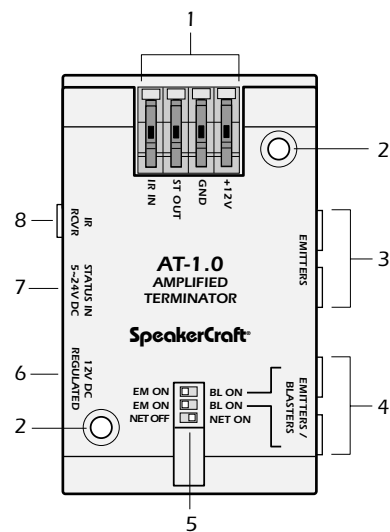 1
2
IR IN
ST OUT
GND
+12V
8
IR
RCVR
EMITTERS
3
7
STATUS IN
5~24V DC
AT-1.0
AMPLIFIED
TERMINATOR
SpeakerCraft®
6
12V DC
REGULATED
EM ON BL ON
EM ON BL ON
NET OFF NET ON
EMITTERS /
BLASTERS
4
2
5